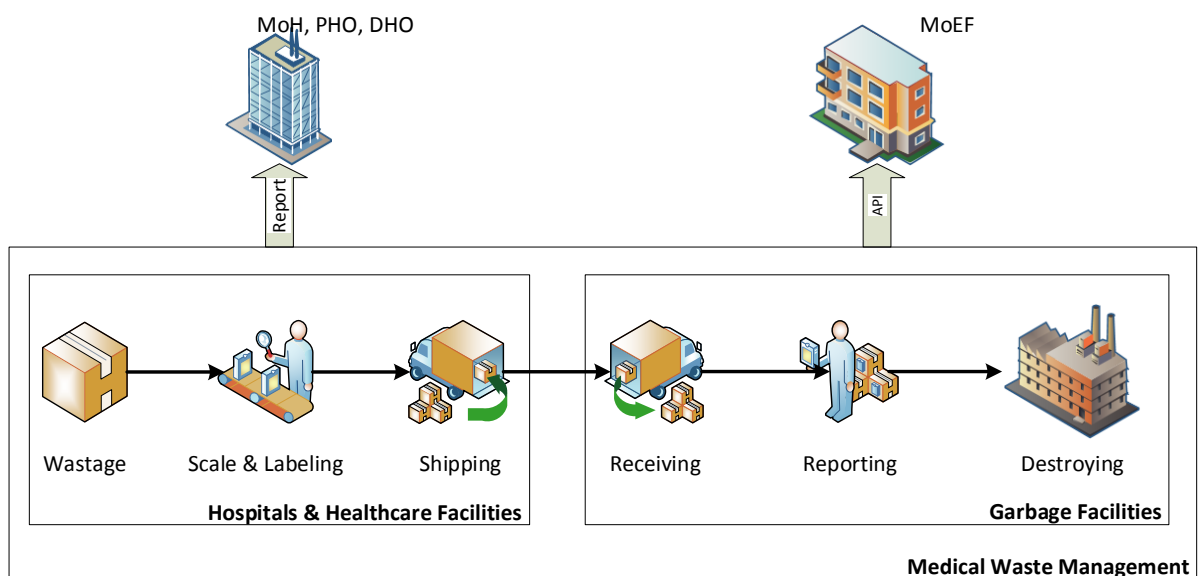 MoH, PHO, DHO
MoEF
Report
API
Wastage
Scale & Labeling
Shipping
Receiving
Reporting
Destroying
Hospitals & Healthcare Facilities
Garbage Facilities
Medical Waste Management